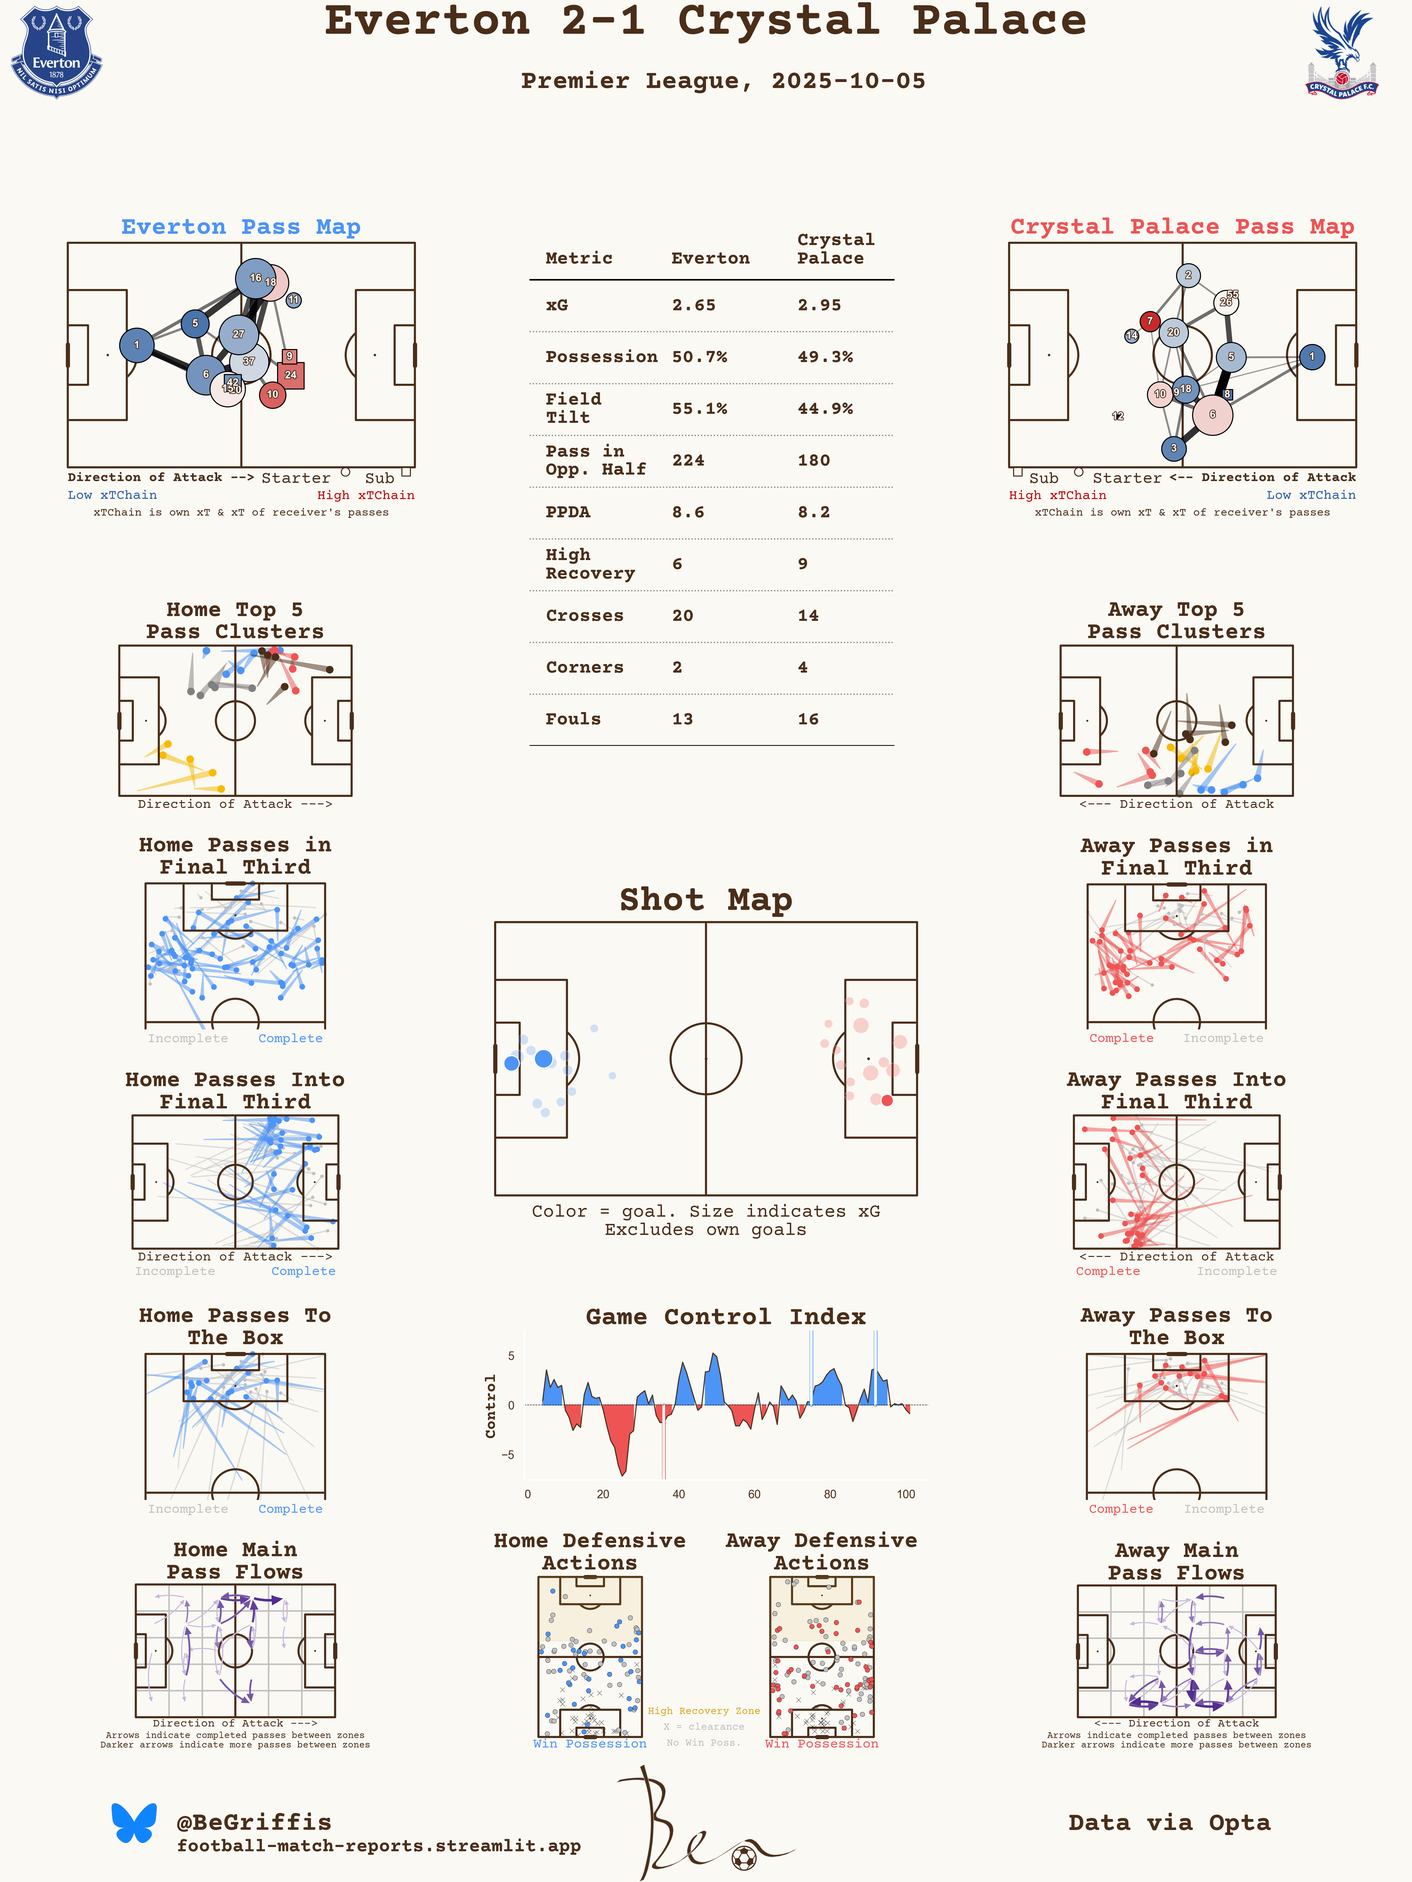 Everton 2-1 Crystal Palace
Premier League, 2025-10-05
Everton
1878
NIL SATIS NISI OPTIMUM
CRYSTAL PALACE F.C.
Everton Pass Map
16
18
11
5
27
1
37
9
6
24
42
20
10
Direction of Attack --> Starter Sub
Low xTChain High xTChain
xTChain is own xT & xT of receiver's passes
Metric Everton Crystal Palace
xG 2.65 2.95
Possession 50.7% 49.3%
Field Tilt 55.1% 44.9%
Pass in Opp. Half 224 180
PPDA 8.6 8.2
High Recovery 6 9
Crosses 20 14
Corners 2 4
Fouls 13 16
Crystal Palace Pass Map
2
55
26
7
14
20
5
1
10
9
18
8
12
6
3
Sub Starter <-- Direction of Attack
High xTChain Low xTChain
xTChain is own xT & xT of receiver's passes
Home Top 5
Pass Clusters
Direction of Attack --->
Away Top 5
Pass Clusters
<--- Direction of Attack
Home Passes in
Final Third
Incomplete Complete
Away Passes in
Final Third
Complete Incomplete
Shot Map
Color = goal. Size indicates xG
Excludes own goals
Home Passes Into
Final Third
Direction of Attack --->
Incomplete Complete
Away Passes Into
Final Third
<--- Direction of Attack
Complete Incomplete
Home Passes To
The Box
Incomplete Complete
Game Control Index
Control
5
0
−5
0 20 40 60 80 100
Away Passes To
The Box
Complete Incomplete
Home Main
Pass Flows
Direction of Attack --->
Arrows indicate completed passes between zones
Darker arrows indicate more passes between zones
Home Defensive
Actions
Win Possession
High Recovery Zone
X = clearance
No Win Poss.
Away Defensive
Actions
Win Possession
Away Main
Pass Flows
<--- Direction of Attack
Arrows indicate completed passes between zones
Darker arrows indicate more passes between zones
@BeGriffis
football-match-reports.streamlit.app
Ben
Data via Opta